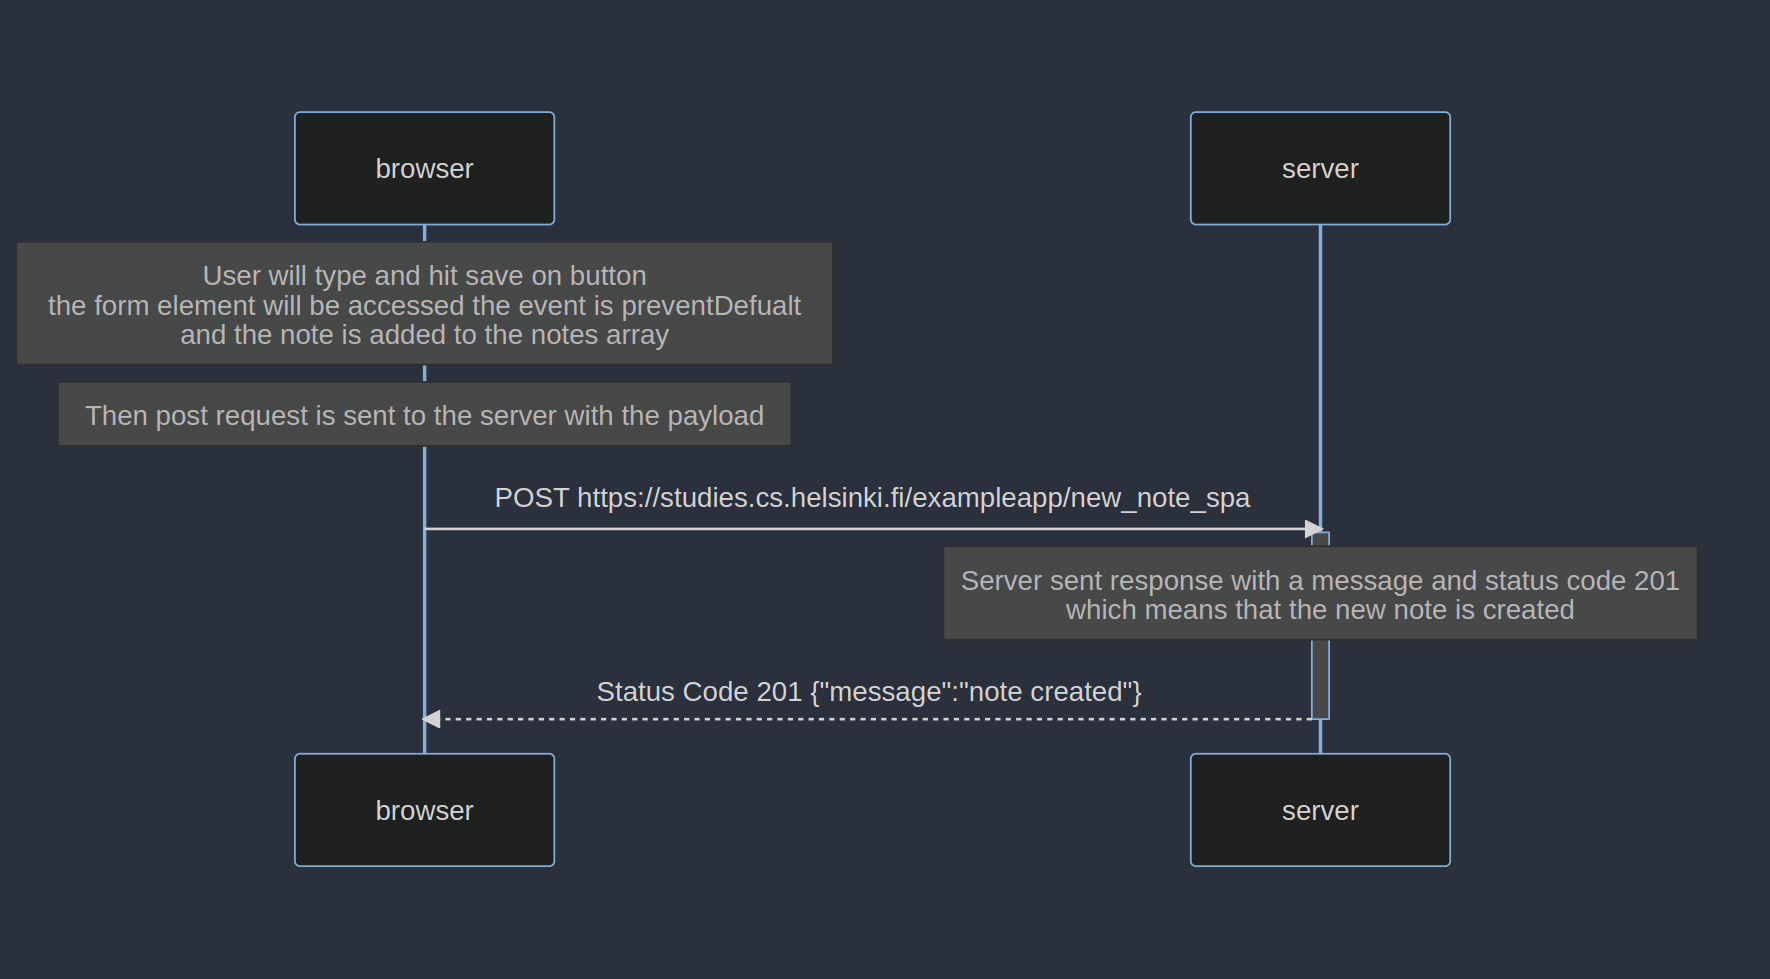 browser
server
User will type and hit save on button
the form element will be accessed the event is preventDefualt
and the note is added to the notes array
Then post request is sent to the server with the payload
POST https://studies.cs.helsinki.fi/exampleapp/new_note_spa
Server sent response with a message and status code 201
which means that the new note is created
Status Code 201 {"message":"note created"}
browser
server